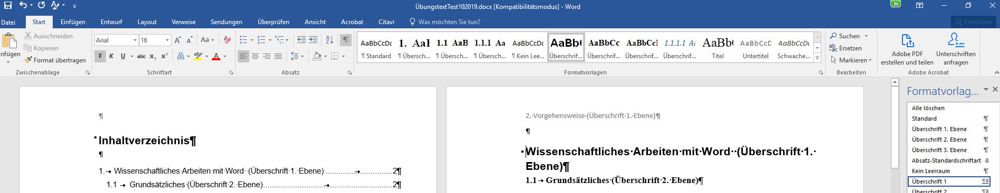 ÜbungstextTest102019.docx [Kompatibilitätsmodus] - Word
Datei Start Einfügen Entwurf Layout Verweise Sendungen Überprüfen Ansicht Acrobat Citavi Was möchten Sie tun? Freigeben
nfügen
Ausschneiden
Kopieren
Format übertragen
Zwischenablage
Arial 16 A A Aa A
F K U abc x₂ x² A ab A
Schriftart
Absatz
AaBbCcDc 1. AaI 1.1 AaB 1.1.1 Aa AaBbCcDc AaBb( AaBbCc AaBbCcI 1.1.1.1 Ac AaBb( AaBbCcD AaBbCcDc
¶ Standard ¶ Übersch... ¶ Übersch... ¶ Übersch... ¶ Kein Lee... Überschrif... Überschrif... Überschrif... Überschrif... Titel Untertitel Schwache...
Formatvorlagen
Suchen
Ersetzen
Markieren
Bearbeiten
Adobe PDF
erstellen und teilen
Unterschriften
anfragen
Adobe Acrobat
¶
Inhaltverzeichnis¶
¶
1.→ Wissenschaftliches·Arbeiten·mit·Word··(Überschrift·1.·Ebene) ............→...............2¶
1.1 → Grundsätzliches·(Überschrift·2.·Ebene)...........................→...........................2¶
2.·Vorgehensweise·(Überschrift·1.·Ebene)¶
¶
Wissenschaftliches·Arbeiten·mit·Word··(Überschrift·1.·
Ebene)¶
1.1→ Grundsätzliches·(Überschrift·2.·Ebene)¶
Formatvorlag...
Alle löschen
Standard ¶
Überschrift 1. Ebene ¶
Überschrift 2. Ebene ¶
Überschrift 3. Ebene ¶
Absatz-Standardschriftart a
Kein Leerraum ¶
Überschrift 1 ¶a
Überschrift 2 ¶a